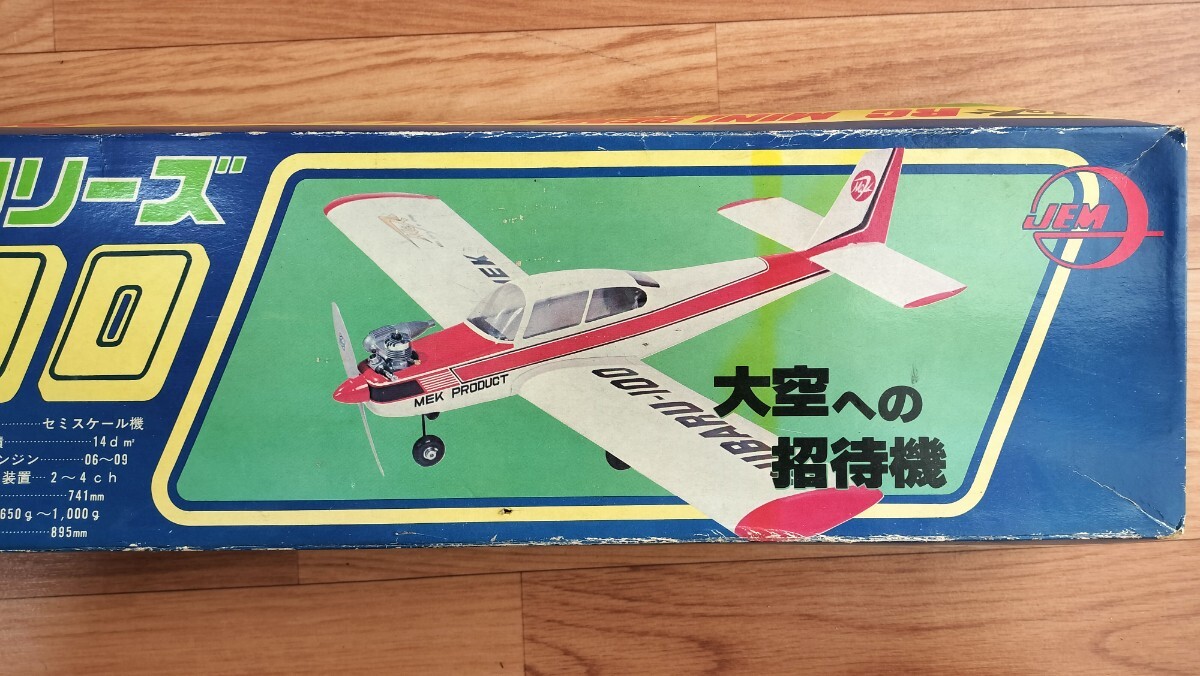 RC MINI
リーズ
00
セミスケール機
14dm²
ンジン 06〜09
装置 2〜4ch
741mm
650g〜1,000g
895mm
MEK
MEK PRODUCT
UBARU-100
大空への
招待機
JEM